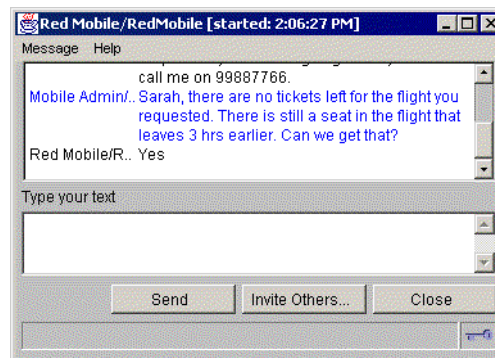 Red Mobile/RedMobile [started: 2:06:27 PM]
Message Help
call me on 99887766.
Mobile Admin/.. Sarah, there are no tickets left for the flight you
requested. There is still a seat in the flight that
leaves 3 hrs earlier. Can we get that?
Red Mobile/R.. Yes
Type your text
Send Invite Others... Close